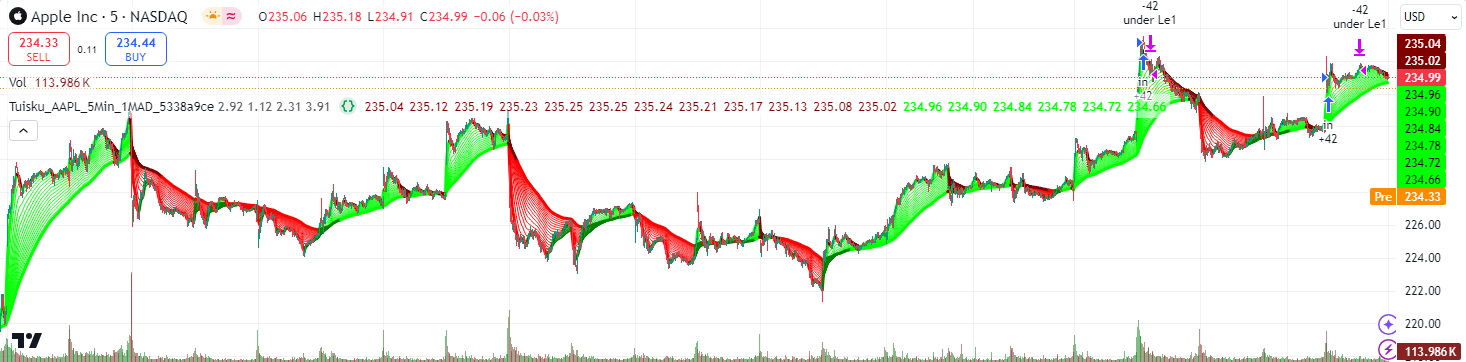 Apple Inc · 5 · NASDAQ O235.06 H235.18 L234.91 C234.99 −0.06 (−0.03%)
234.33 SELL
0.11
234.44 BUY
Vol 113.986 K
Tuisku_AAPL_5Min_1MAD_5338a9ce 2.92 1.12 2.31 3.91 {} 235.04 235.12 235.19 235.23 235.25 235.25 235.24 235.21 235.17 235.13 235.08 235.02 234.96 234.90 234.84 234.78 234.72 234.66
-42
under Le1
in
+42
-42
under Le1
in
+42
USD
235.04
235.02
234.99
234.96
234.90
234.84
234.78
234.72
234.66
Pre 234.33
226.00
224.00
222.00
220.00
113.986 K